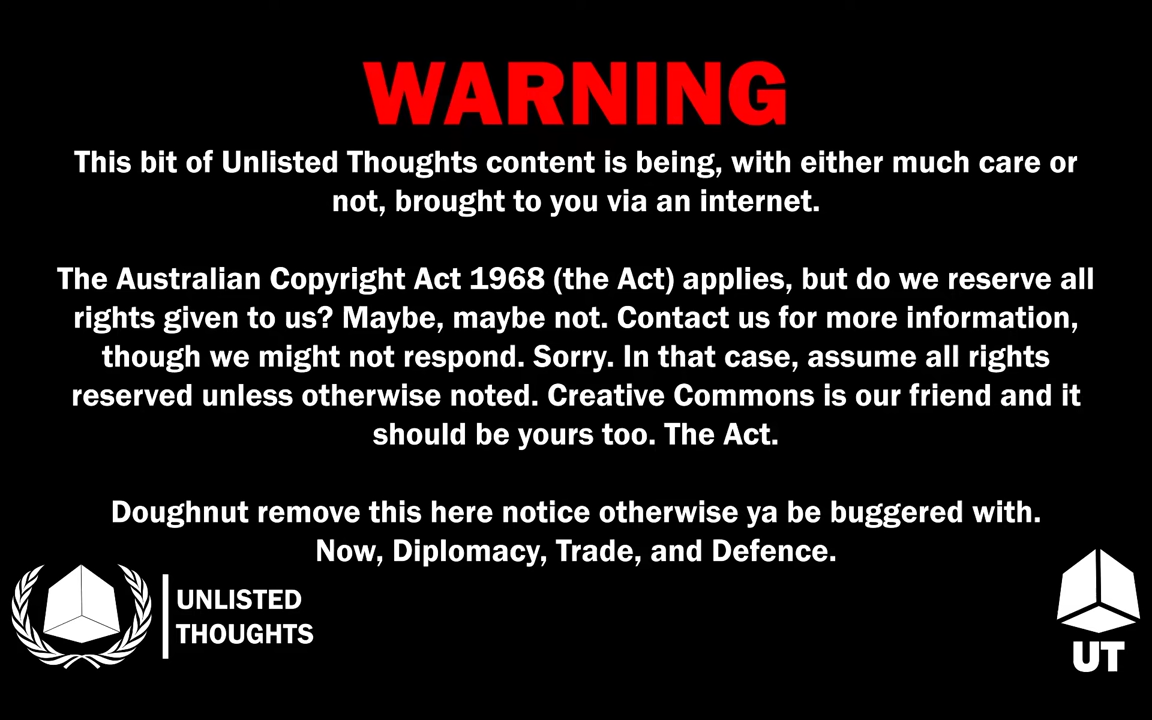 WARNING
This bit of Unlisted Thoughts content is being, with either much care or
not, brought to you via an internet.
The Australian Copyright Act 1968 (the Act) applies, but do we reserve all
rights given to us? Maybe, maybe not. Contact us for more information,
though we might not respond. Sorry. In that case, assume all rights
reserved unless otherwise noted. Creative Commons is our friend and it
should be yours too. The Act.
Doughnut remove this here notice otherwise ya be buggered with.
Now, Diplomacy, Trade, and Defence.
UNLISTED
THOUGHTS
UT